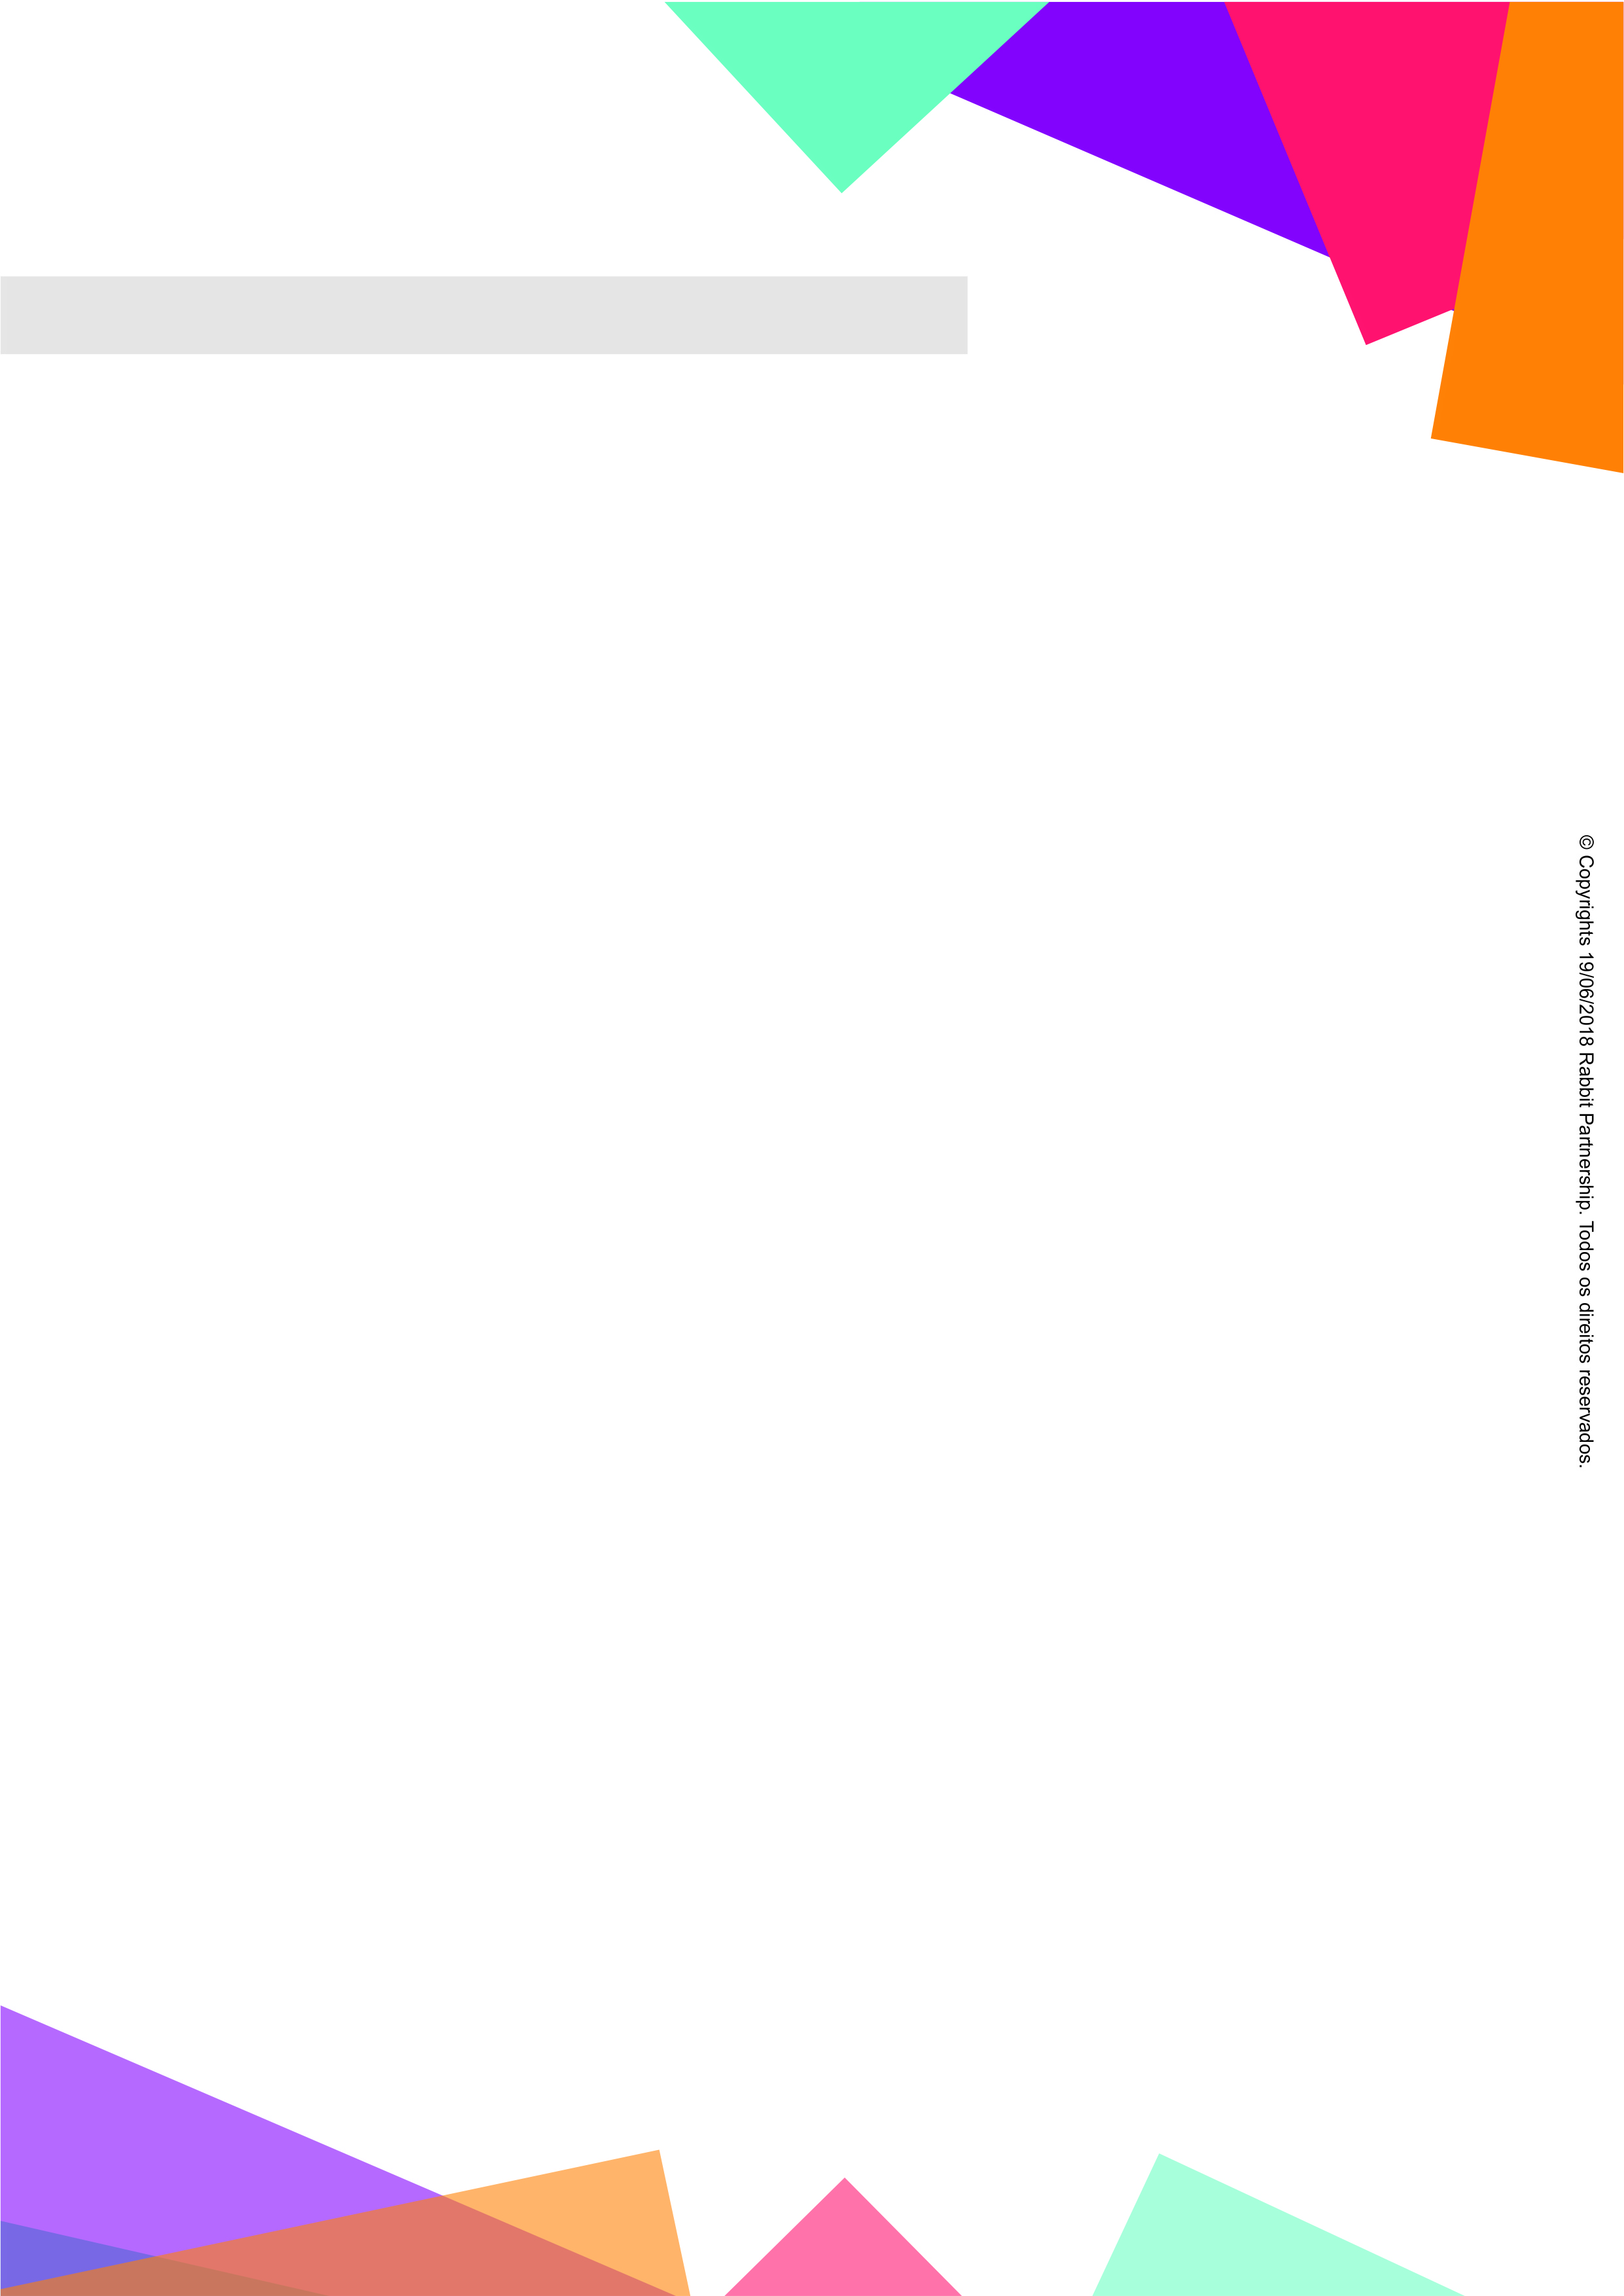 © Copyrights 19/06/2018 Rabbit Partnership. Todos os direitos reservados.